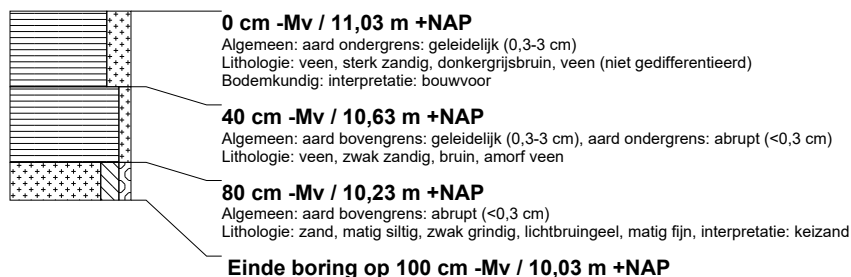 0 cm -Mv / 11,03 m +NAP
Algemeen: aard ondergrens: geleidelijk (0,3-3 cm)
Lithologie: veen, sterk zandig, donkergrijsbruin, veen (niet gedifferentieerd)
Bodemkundig: interpretatie: bouwvoor
40 cm -Mv / 10,63 m +NAP
Algemeen: aard bovengrens: geleidelijk (0,3-3 cm), aard ondergrens: abrupt (<0,3 cm)
Lithologie: veen, zwak zandig, bruin, amorf veen
80 cm -Mv / 10,23 m +NAP
Algemeen: aard bovengrens: abrupt (<0,3 cm)
Lithologie: zand, matig siltig, zwak grindig, lichtbruingeel, matig fijn, interpretatie: keizand
Einde boring op 100 cm -Mv / 10,03 m +NAP